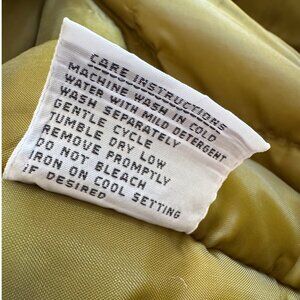 CARE INSTRUCTIONS
MACHINE WASH IN COLD
WATER WITH MILD DETERGENT
WASH SEPARATELY
GENTLE CYCLE
TUMBLE DRY LOW
REMOVE PROMPTLY
DO NOT BLEACH
IRON ON COOL SETTING
IF DESIRED